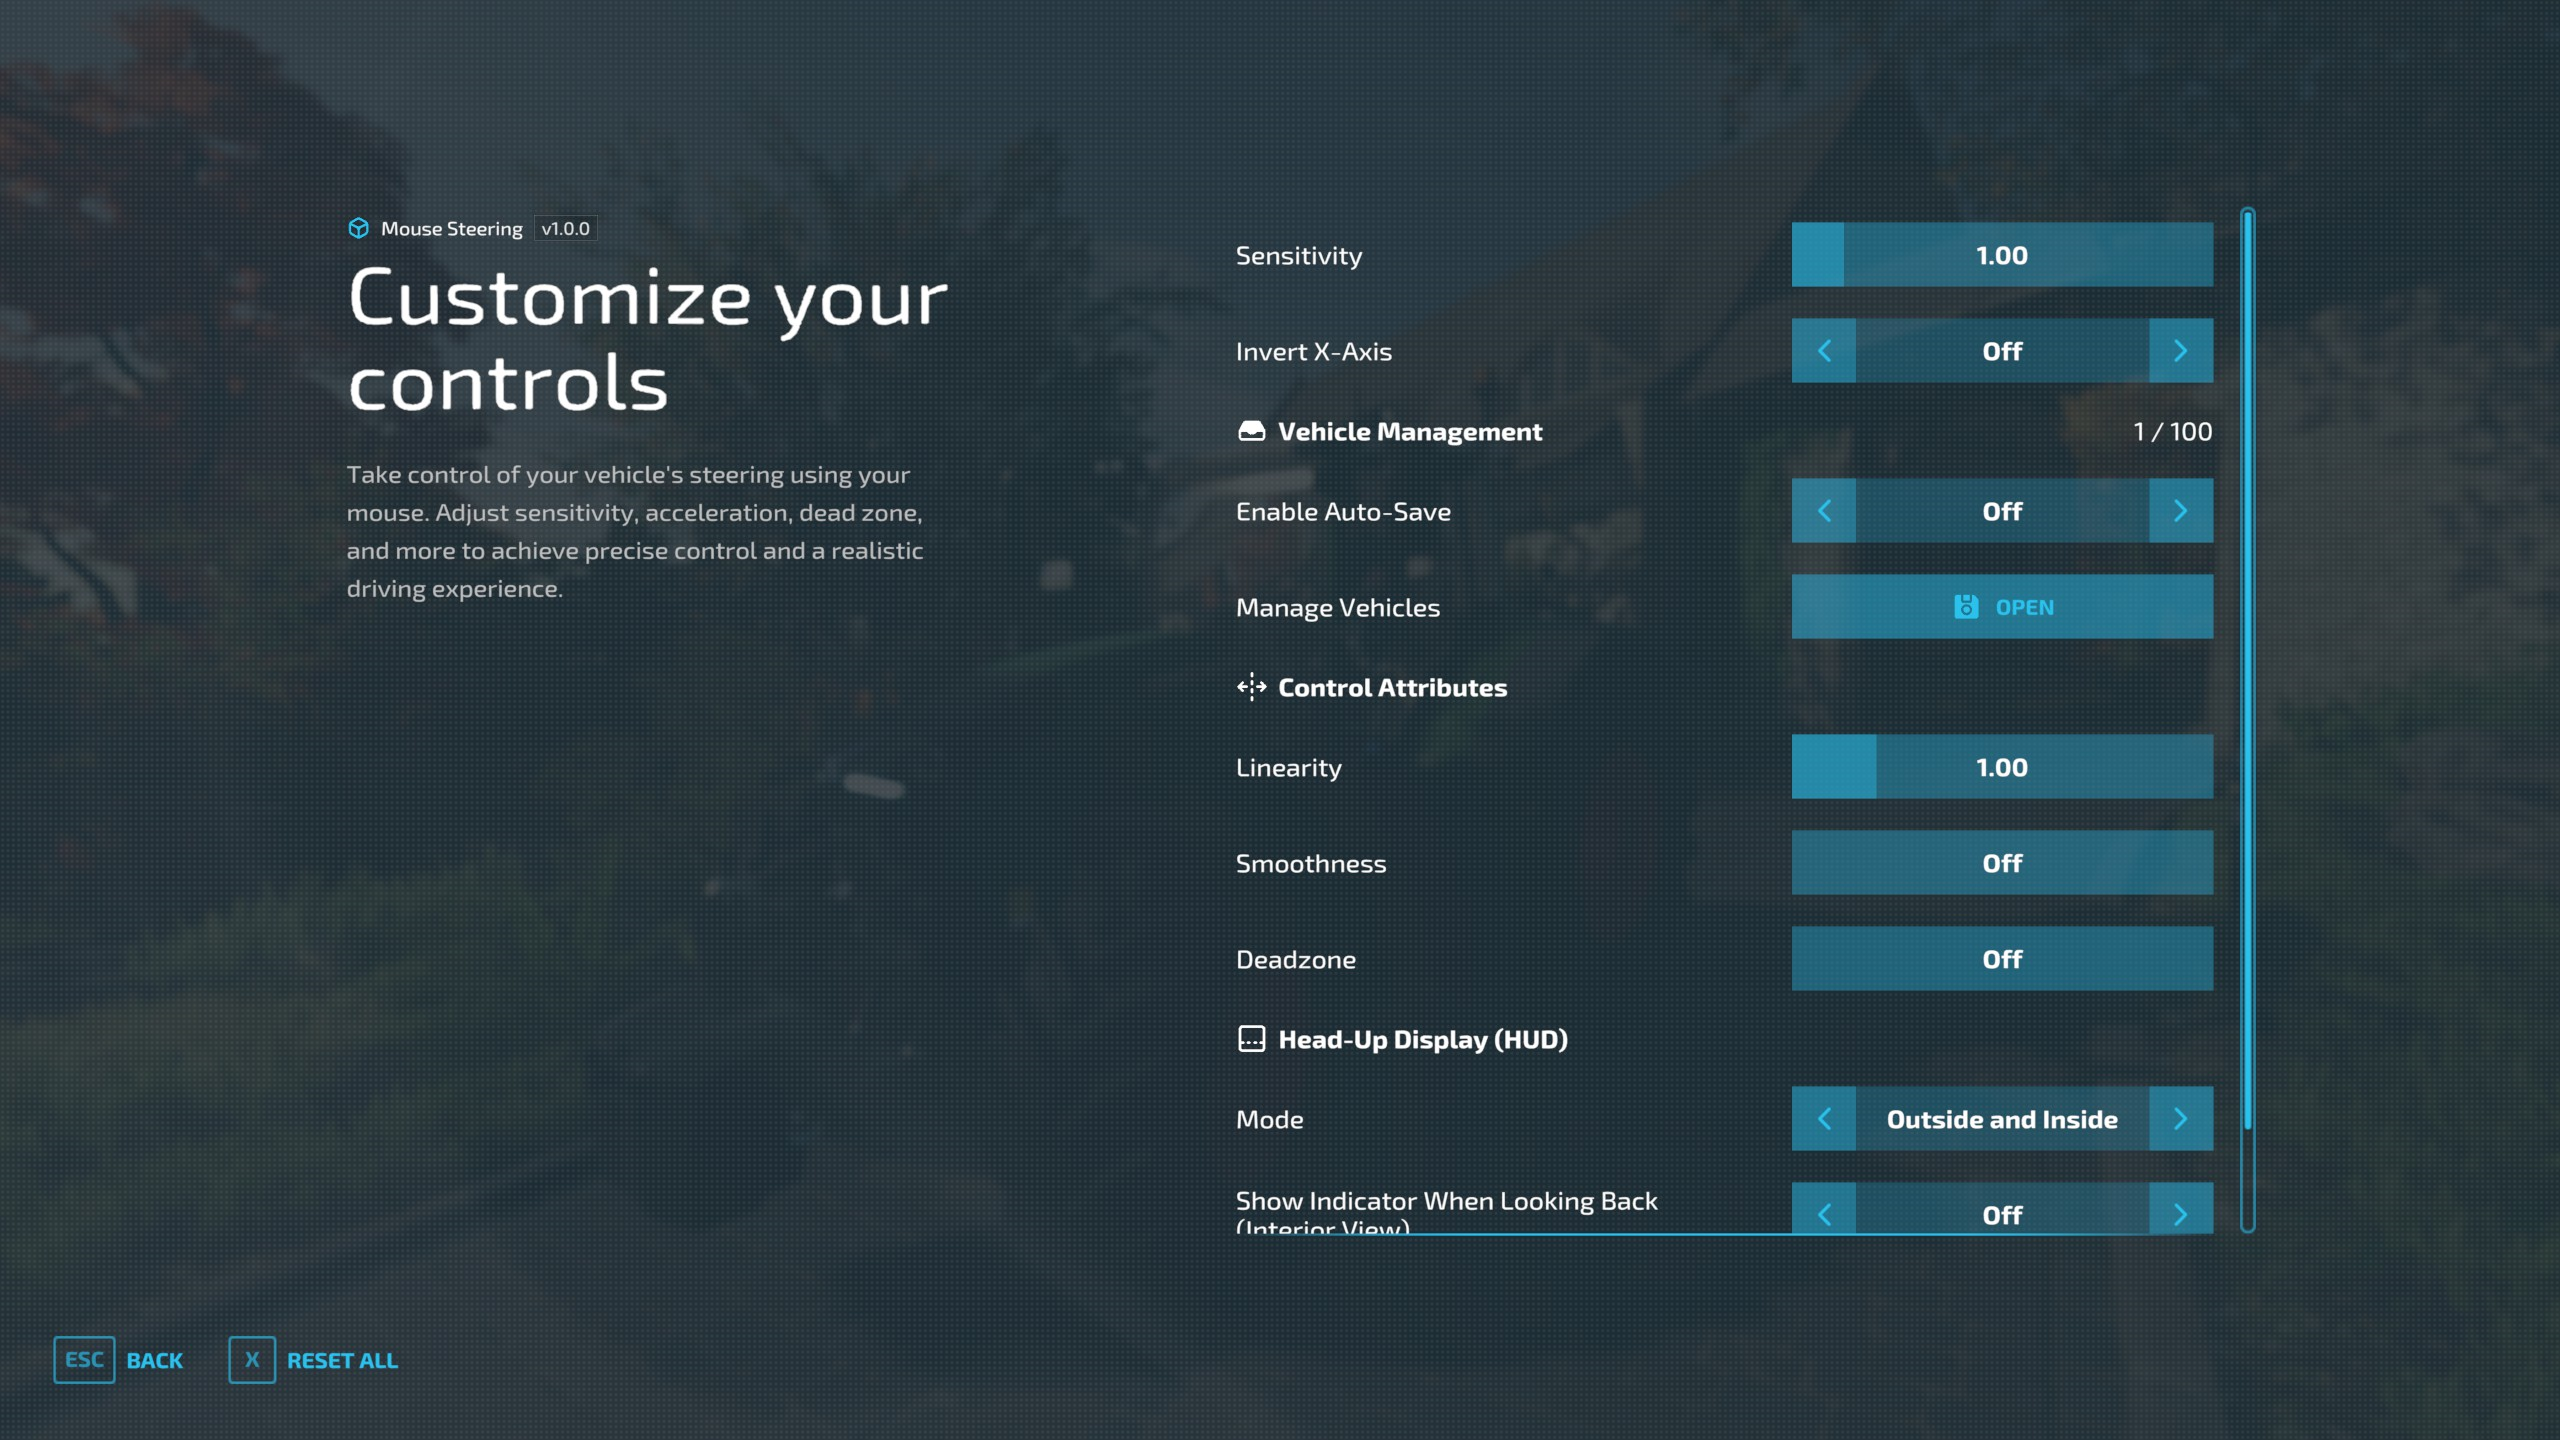 Mouse Steering v1.0.0
Customize your
controls
Take control of your vehicle's steering using your
mouse. Adjust sensitivity, acceleration, dead zone,
and more to achieve precise control and a realistic
driving experience.
Sensitivity 1.00
Invert X-Axis Off
Vehicle Management 1 / 100
Enable Auto-Save Off
Manage Vehicles OPEN
Control Attributes
Linearity 1.00
Smoothness Off
Deadzone Off
Head-Up Display (HUD)
Mode Outside and Inside
Show Indicator When Looking Back Off
(Interior View)
ESC BACK X RESET ALL